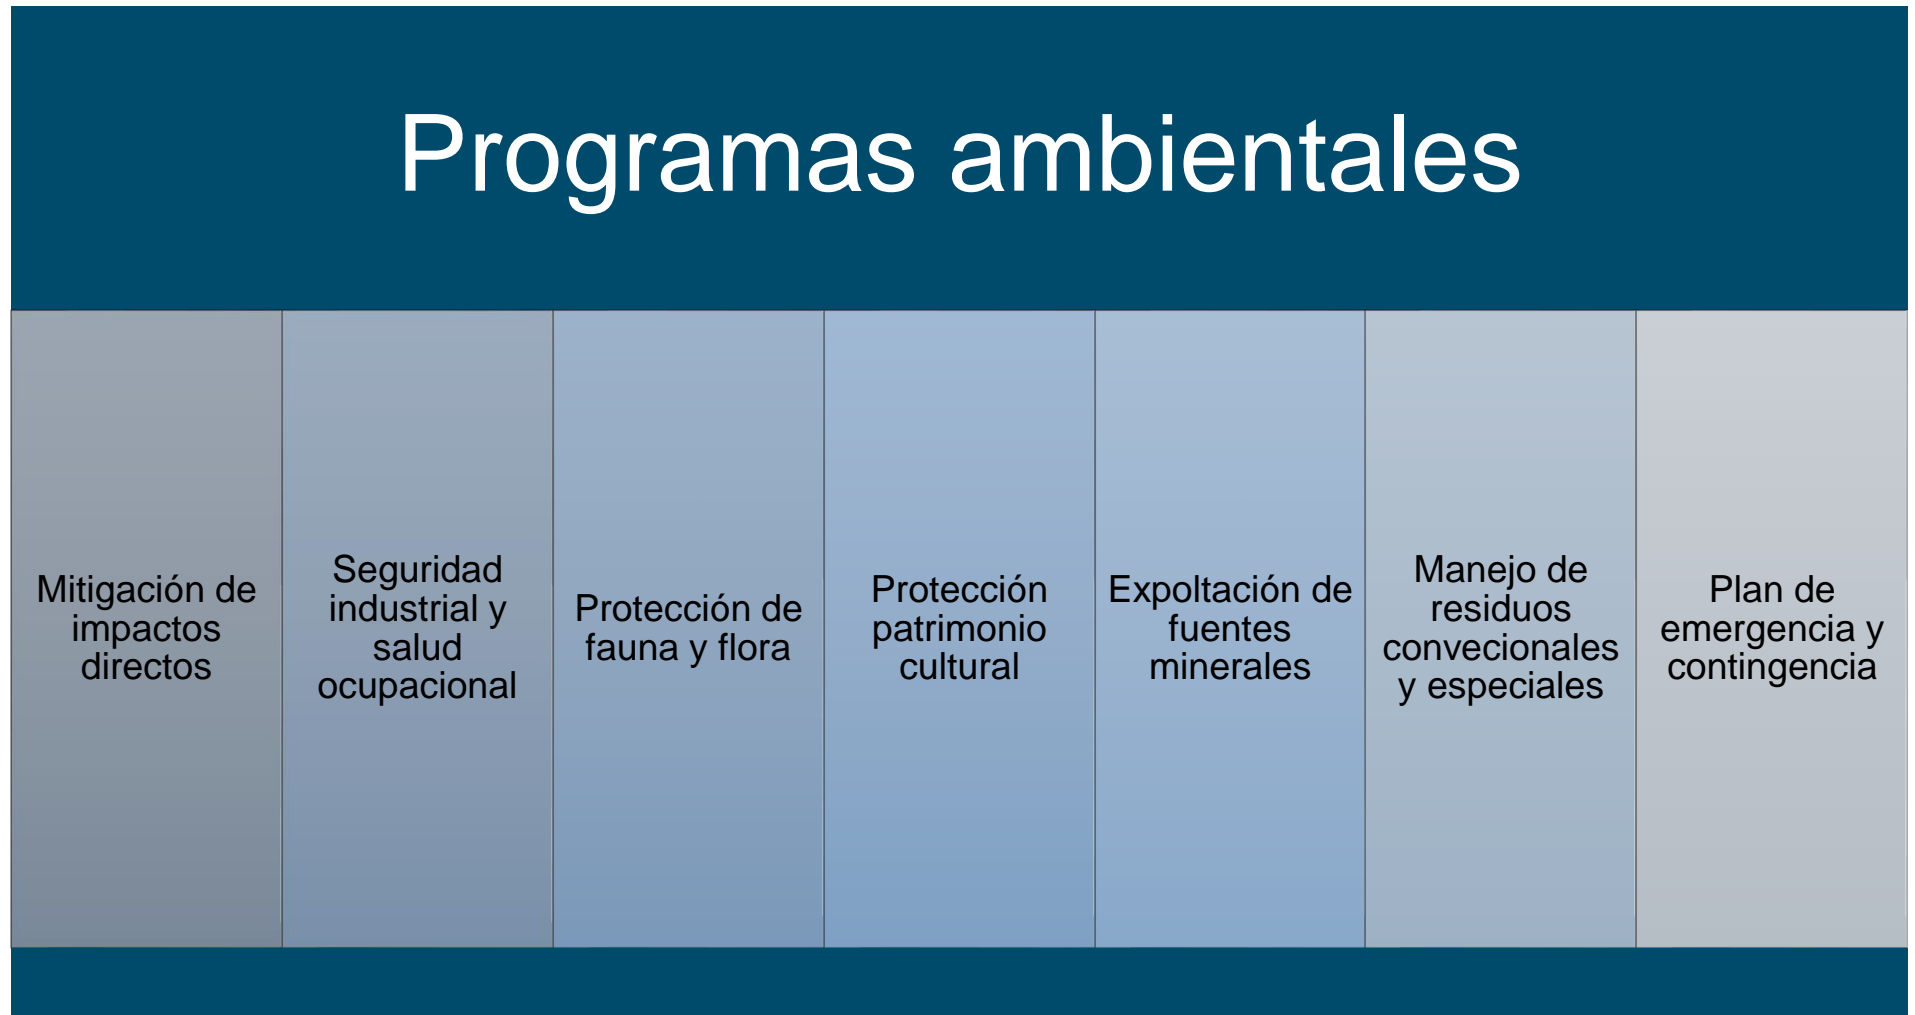 Programas ambientales
Mitigación de
impactos
directos
Seguridad
industrial y
salud
ocupacional
Protección de
fauna y flora
Protección
patrimonio
cultural
Expoltación de
fuentes
minerales
Manejo de
residuos
convecionales
y especiales
Plan de
emergencia y
contingencia